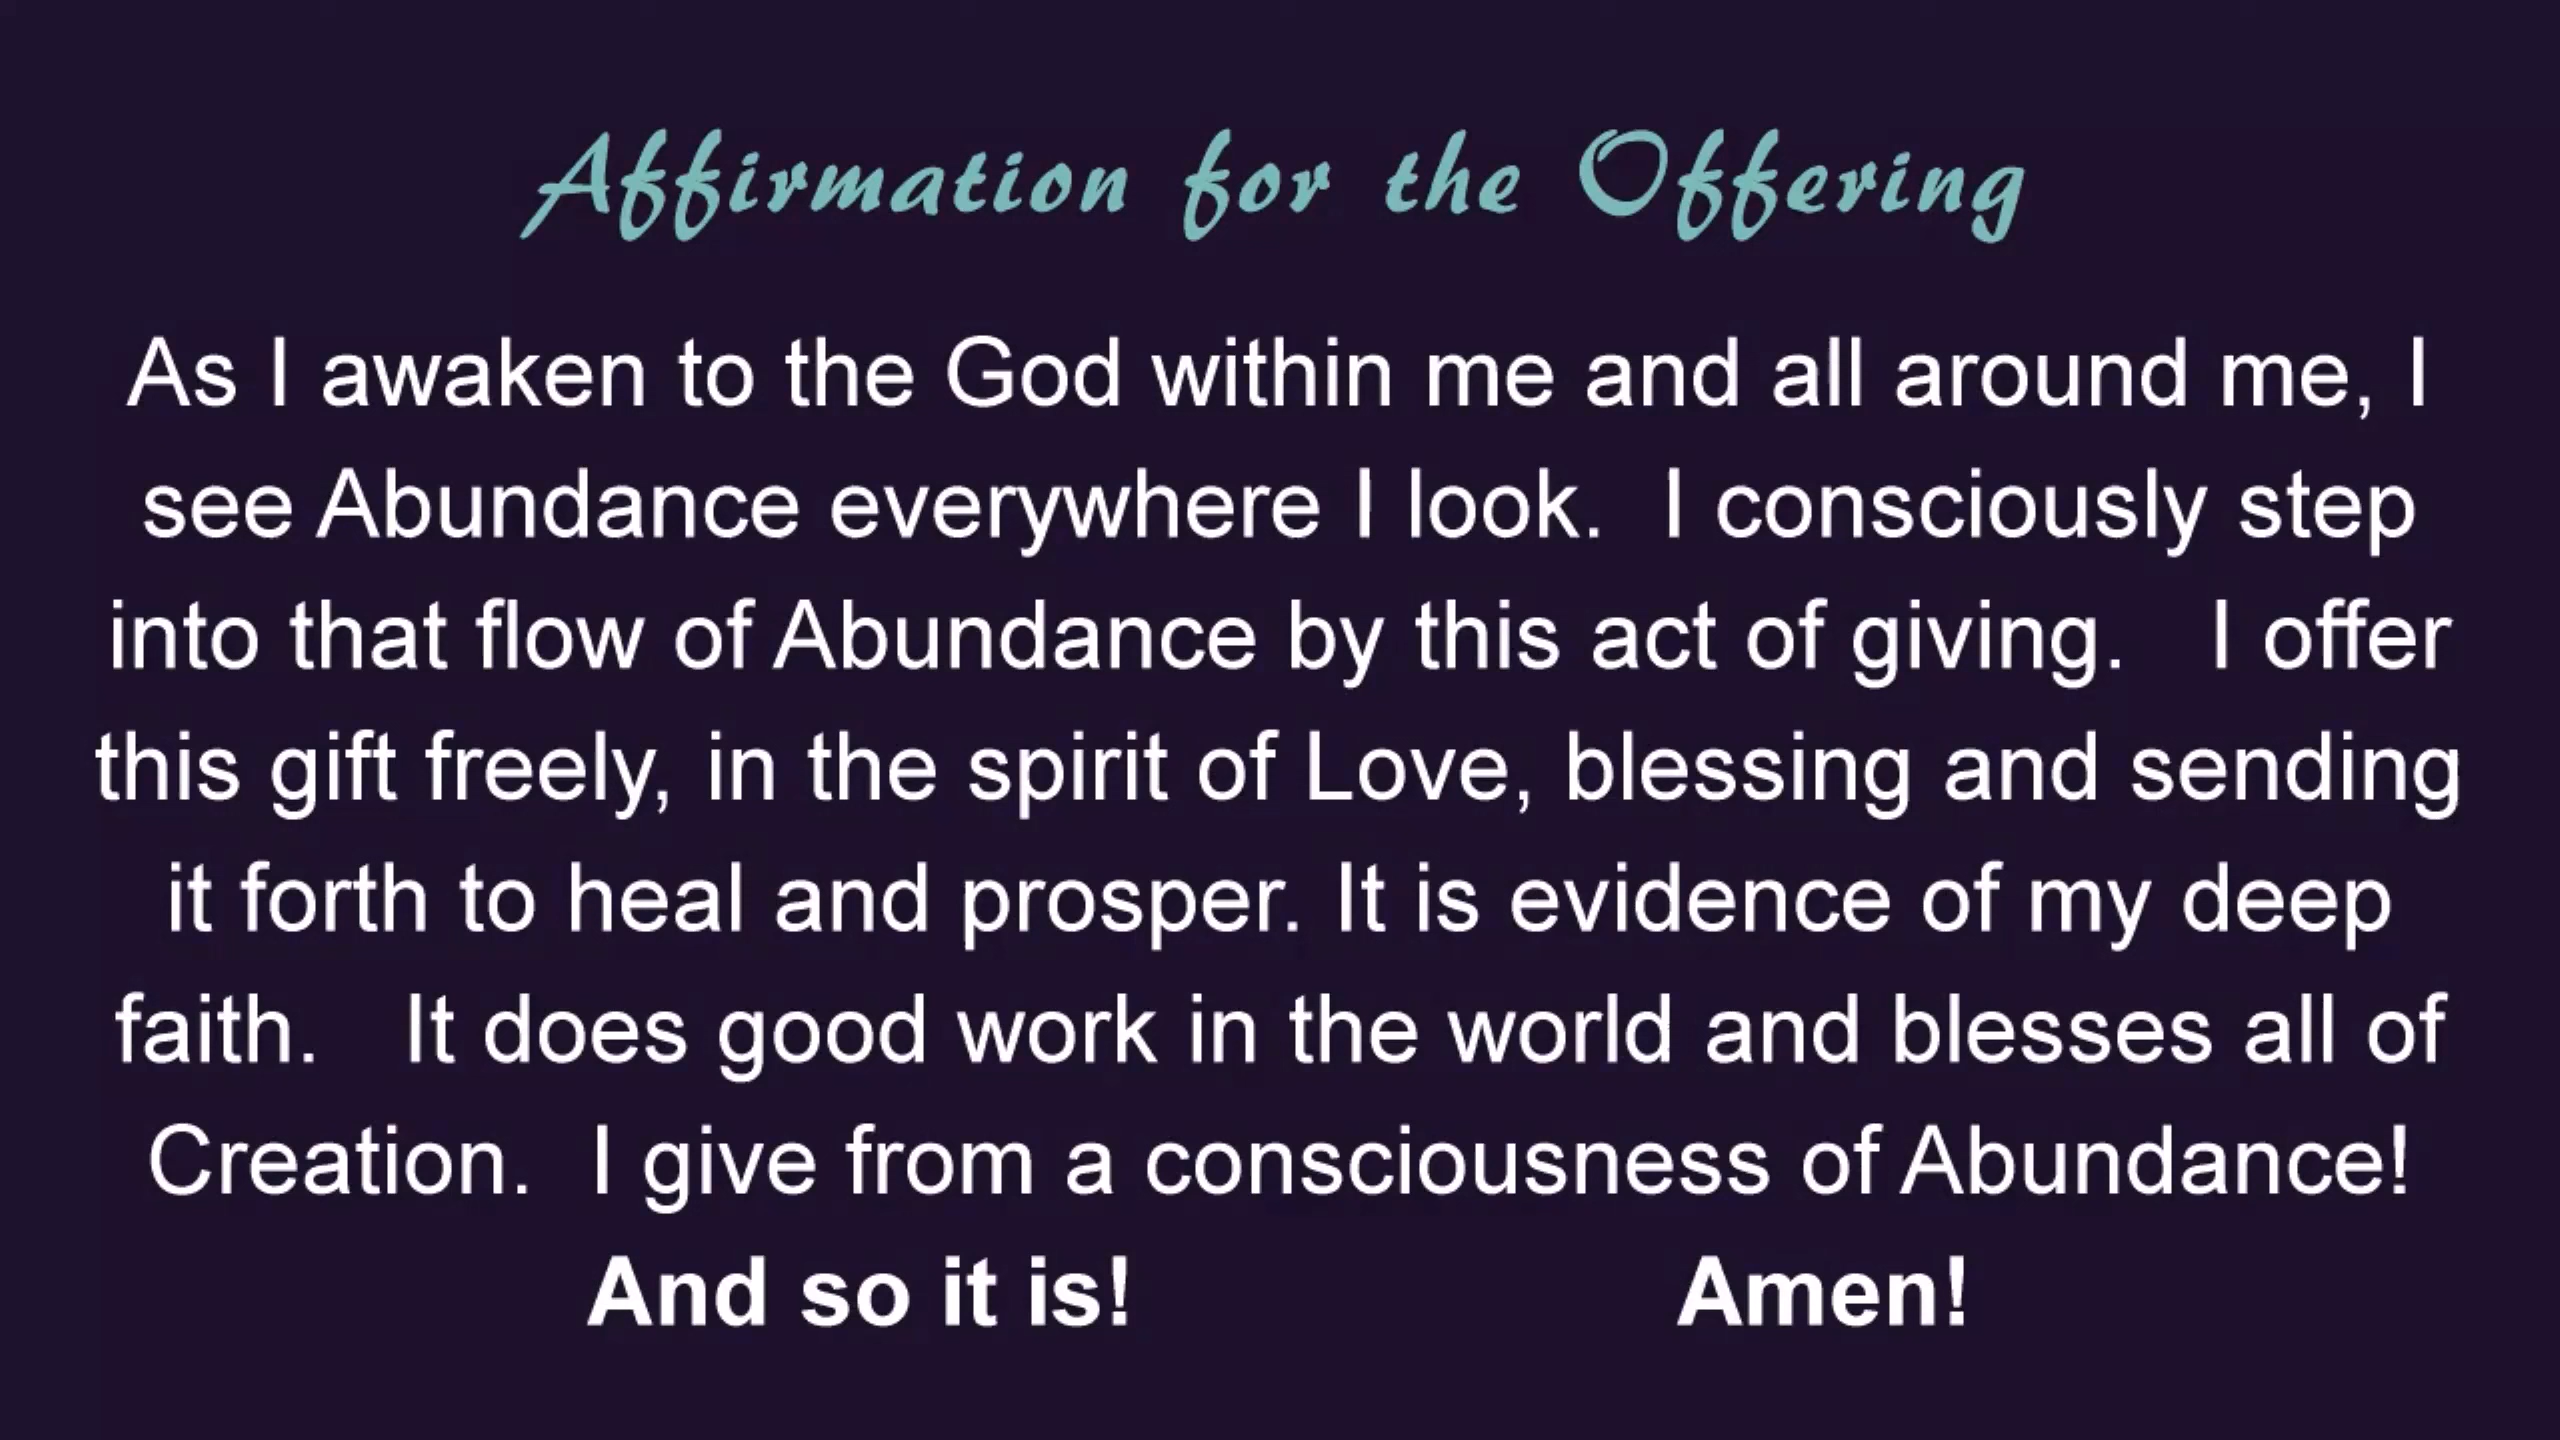 Affirmation for the Offering
As I awaken to the God within me and all around me, I
see Abundance everywhere I look.  I consciously step
into that flow of Abundance by this act of giving.   I offer
this gift freely, in the spirit of Love, blessing and sending
it forth to heal and prosper. It is evidence of my deep
faith.   It does good work in the world and blesses all of
Creation.  I give from a consciousness of Abundance!
And so it is!   Amen!